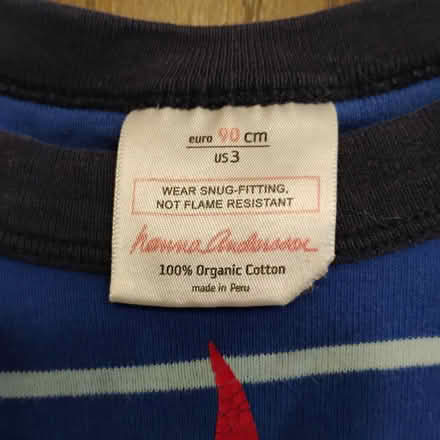 euro 90 cm
US 3
WEAR SNUG-FITTING,
NOT FLAME RESISTANT
hanna andersson
100% Organic Cotton
made in Peru